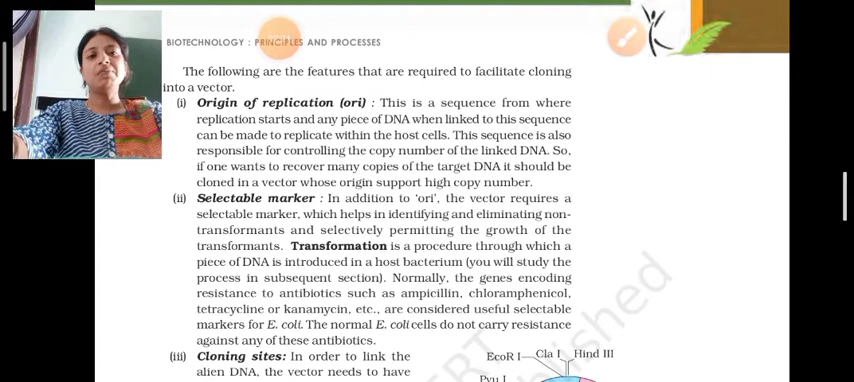 BIOTECHNOLOGY : PRINCIPLES AND PROCESSES
The following are the features that are required to facilitate cloning
into a vector.
(i) Origin of replication (ori) : This is a sequence from where
replication starts and any piece of DNA when linked to this sequence
can be made to replicate within the host cells. This sequence is also
responsible for controlling the copy number of the linked DNA. So,
if one wants to recover many copies of the target DNA it should be
cloned in a vector whose origin support high copy number.
(ii) Selectable marker : In addition to ‘ori’, the vector requires a
selectable marker, which helps in identifying and eliminating non-
transformants and selectively permitting the growth of the
transformants. Transformation is a procedure through which a
piece of DNA is introduced in a host bacterium (you will study the
process in subsequent section). Normally, the genes encoding
resistance to antibiotics such as ampicillin, chloramphenicol,
tetracycline or kanamycin, etc., are considered useful selectable
markers for E. coli. The normal E. coli cells do not carry resistance
against any of these antibiotics.
(iii) Cloning sites: In order to link the
alien DNA, the vector needs to have
EcoR I Cla I Hind III
Pvu I